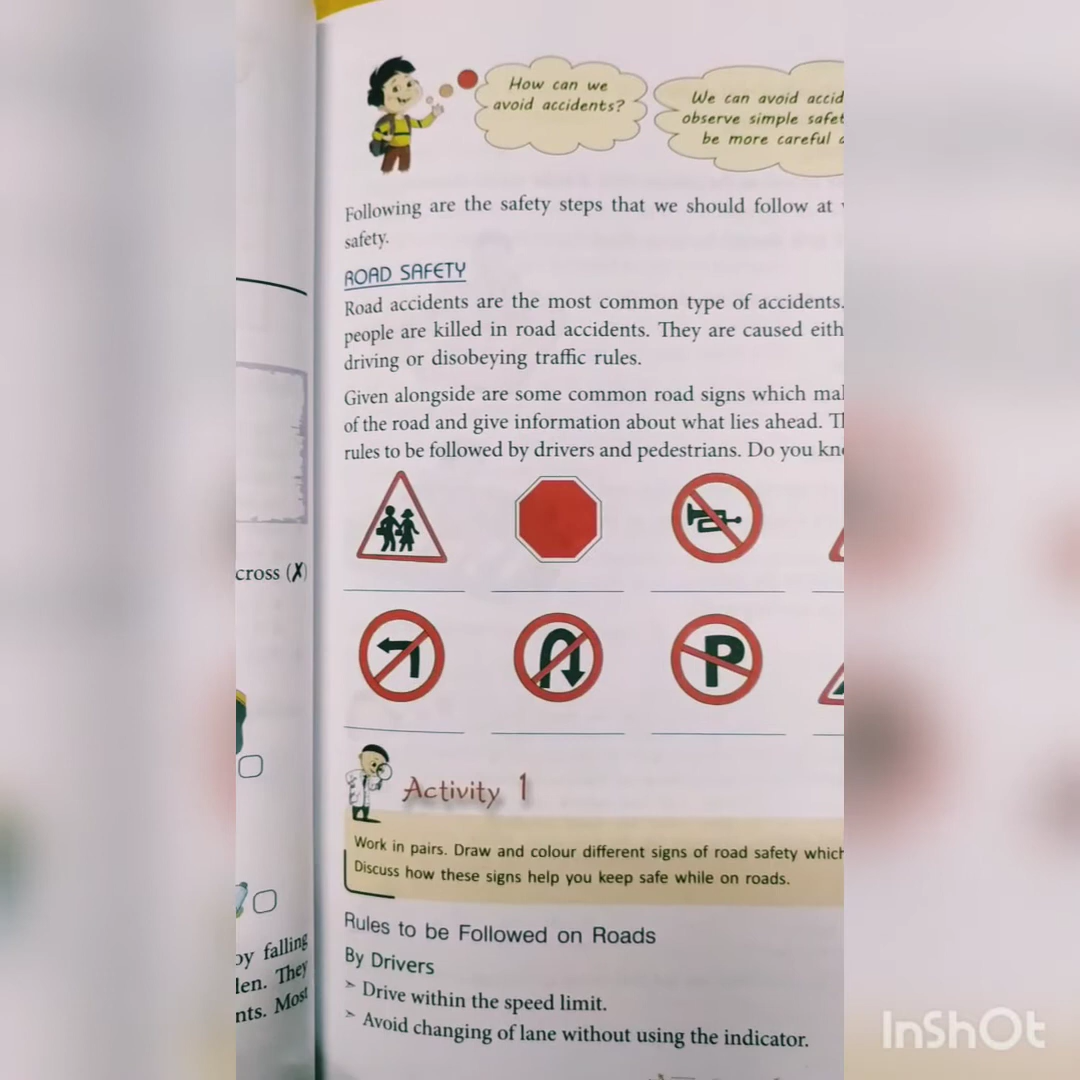 How can we
avoid accidents?
We can avoid
observe simple
be more careful
Following are the safety steps that we should follow at
safety.
ROAD SAFETY
Road accidents are the most common type of accidents.
people are killed in road accidents. They are caused
driving or disobeying traffic rules.
Given alongside are some common road signs which
of the road and give information about what lies ahead.
rules to be followed by drivers and pedestrians. Do you
P
cross (✗)
Activity 1
Work in pairs. Draw and colour different signs of road safety which
Discuss how these signs help you keep safe while on roads.
Rules to be Followed on Roads
By Drivers
➣ Drive within the speed limit.
➣ Avoid changing of lane without using the indicator.
by falling
They
Most
InShOt